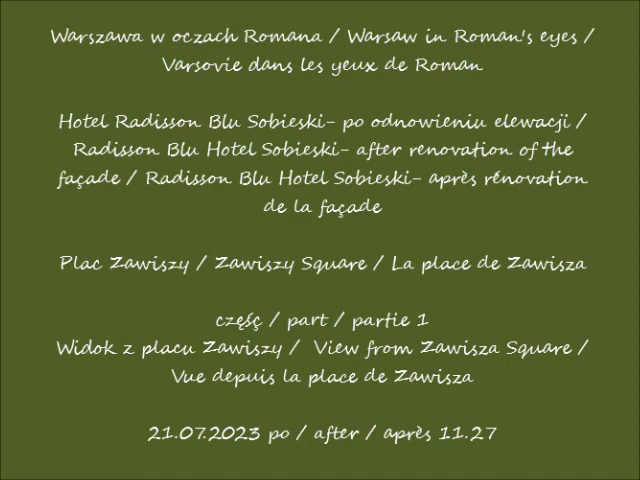 Warszawa w oczach Romana / Warsaw in Roman's eyes /
Varsovie dans les yeux de Roman
Hotel Radisson Blu Sobieski- po odnowieniu elewacji /
Radisson Blu Hotel Sobieski- after renovation of the
façade / Radisson Blu Hotel Sobieski- après rénovation
de la façade
Plac Zawiszy / Zawiszy Square / La place de Zawisza
częśç / part / partie 1
Widok z placu Zawiszy / View from Zawisza Square /
Vue depuis la place de Zawisza
21.07.2023 po / after / après 11.27